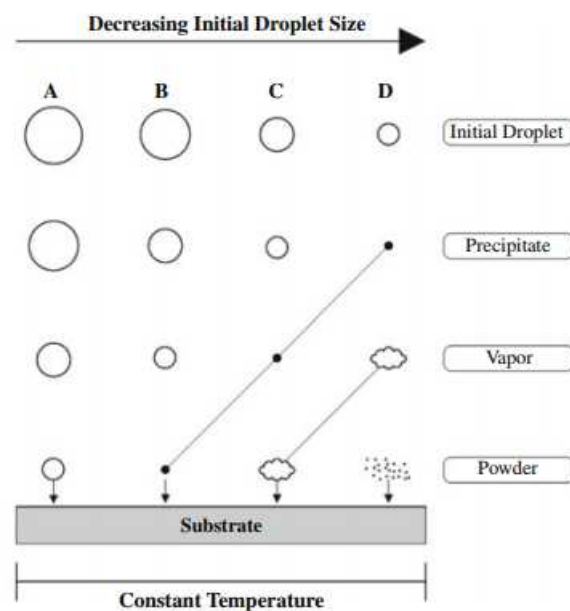 Decreasing Initial Droplet Size
A B C D
Initial Droplet
Precipitate
Vapor
Powder
Substrate
Constant Temperature